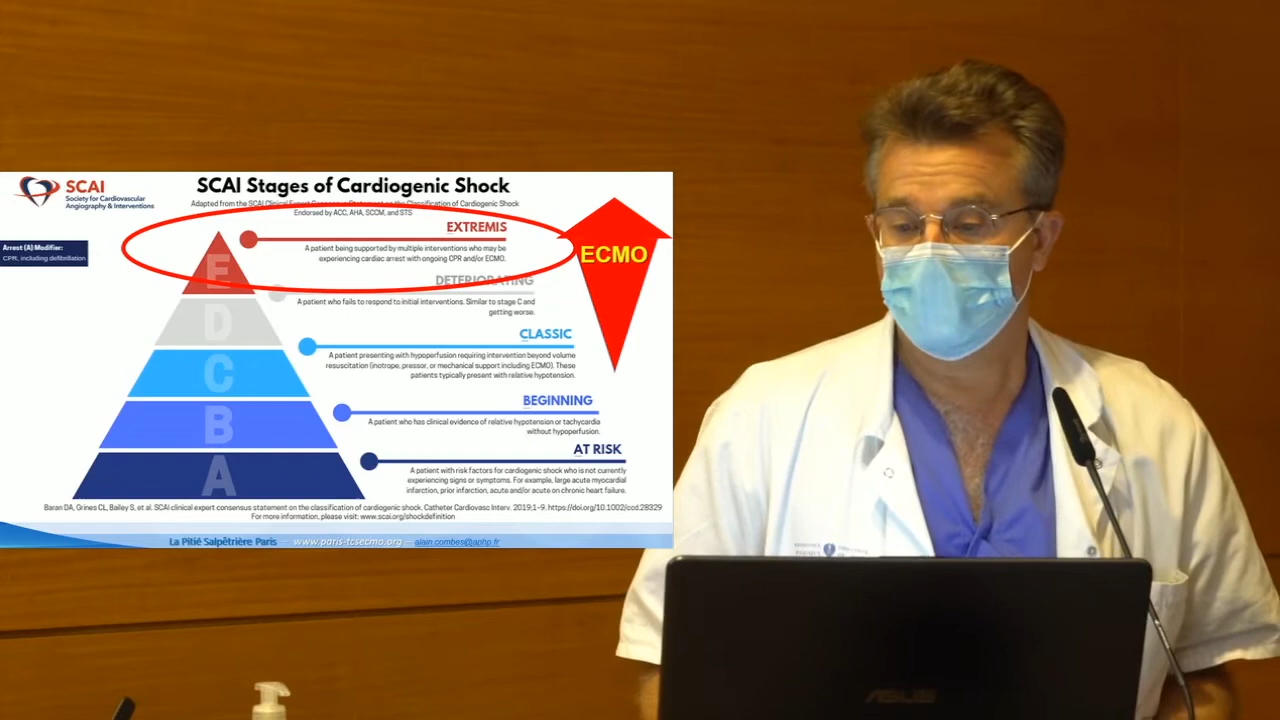 SCAI
Society for Cardiovascular
Angiography & Interventions
SCAI Stages of Cardiogenic Shock
Adapted from the SCAI Clinical Expert Consensus Statement on the Classification of Cardiogenic Shock
Endorsed by ACC, AHA, SCCM, and STS
Arrest (A) Modifier:
CPR, including defibrillation
E
EXTREMIS
A patient being supported by multiple interventions who may be
experiencing cardiac arrest with ongoing CPR and/or ECMO.
ECMO
D
DETERIORATING
A patient who fails to respond to initial interventions. Similar to stage C and
getting worse.
C
CLASSIC
A patient presenting with hypoperfusion requiring intervention beyond volume
resuscitation (inotrope, pressor, or mechanical support including ECMO). These
patients typically present with relative hypotension.
B
BEGINNING
A patient who has clinical evidence of relative hypotension or tachycardia
without hypoperfusion.
A
AT RISK
A patient with risk factors for cardiogenic shock who is not currently
experiencing signs or symptoms. For example, large acute myocardial
infarction, prior infarction, acute and/or acute on chronic heart failure.
Baran DA, Grines CL, Bailey S, et al. SCAI clinical expert consensus statement on the classification of cardiogenic shock. Catheter Cardiovasc Interv. 2019;1-9. https://doi.org/10.1002/ccd.28329
For more information, please visit: www.scai.org/shockdefinition
La Pitié Salpêtrière Paris — www.paris-tcsecmo.org — alain.combes@aphp.fr
ASUS